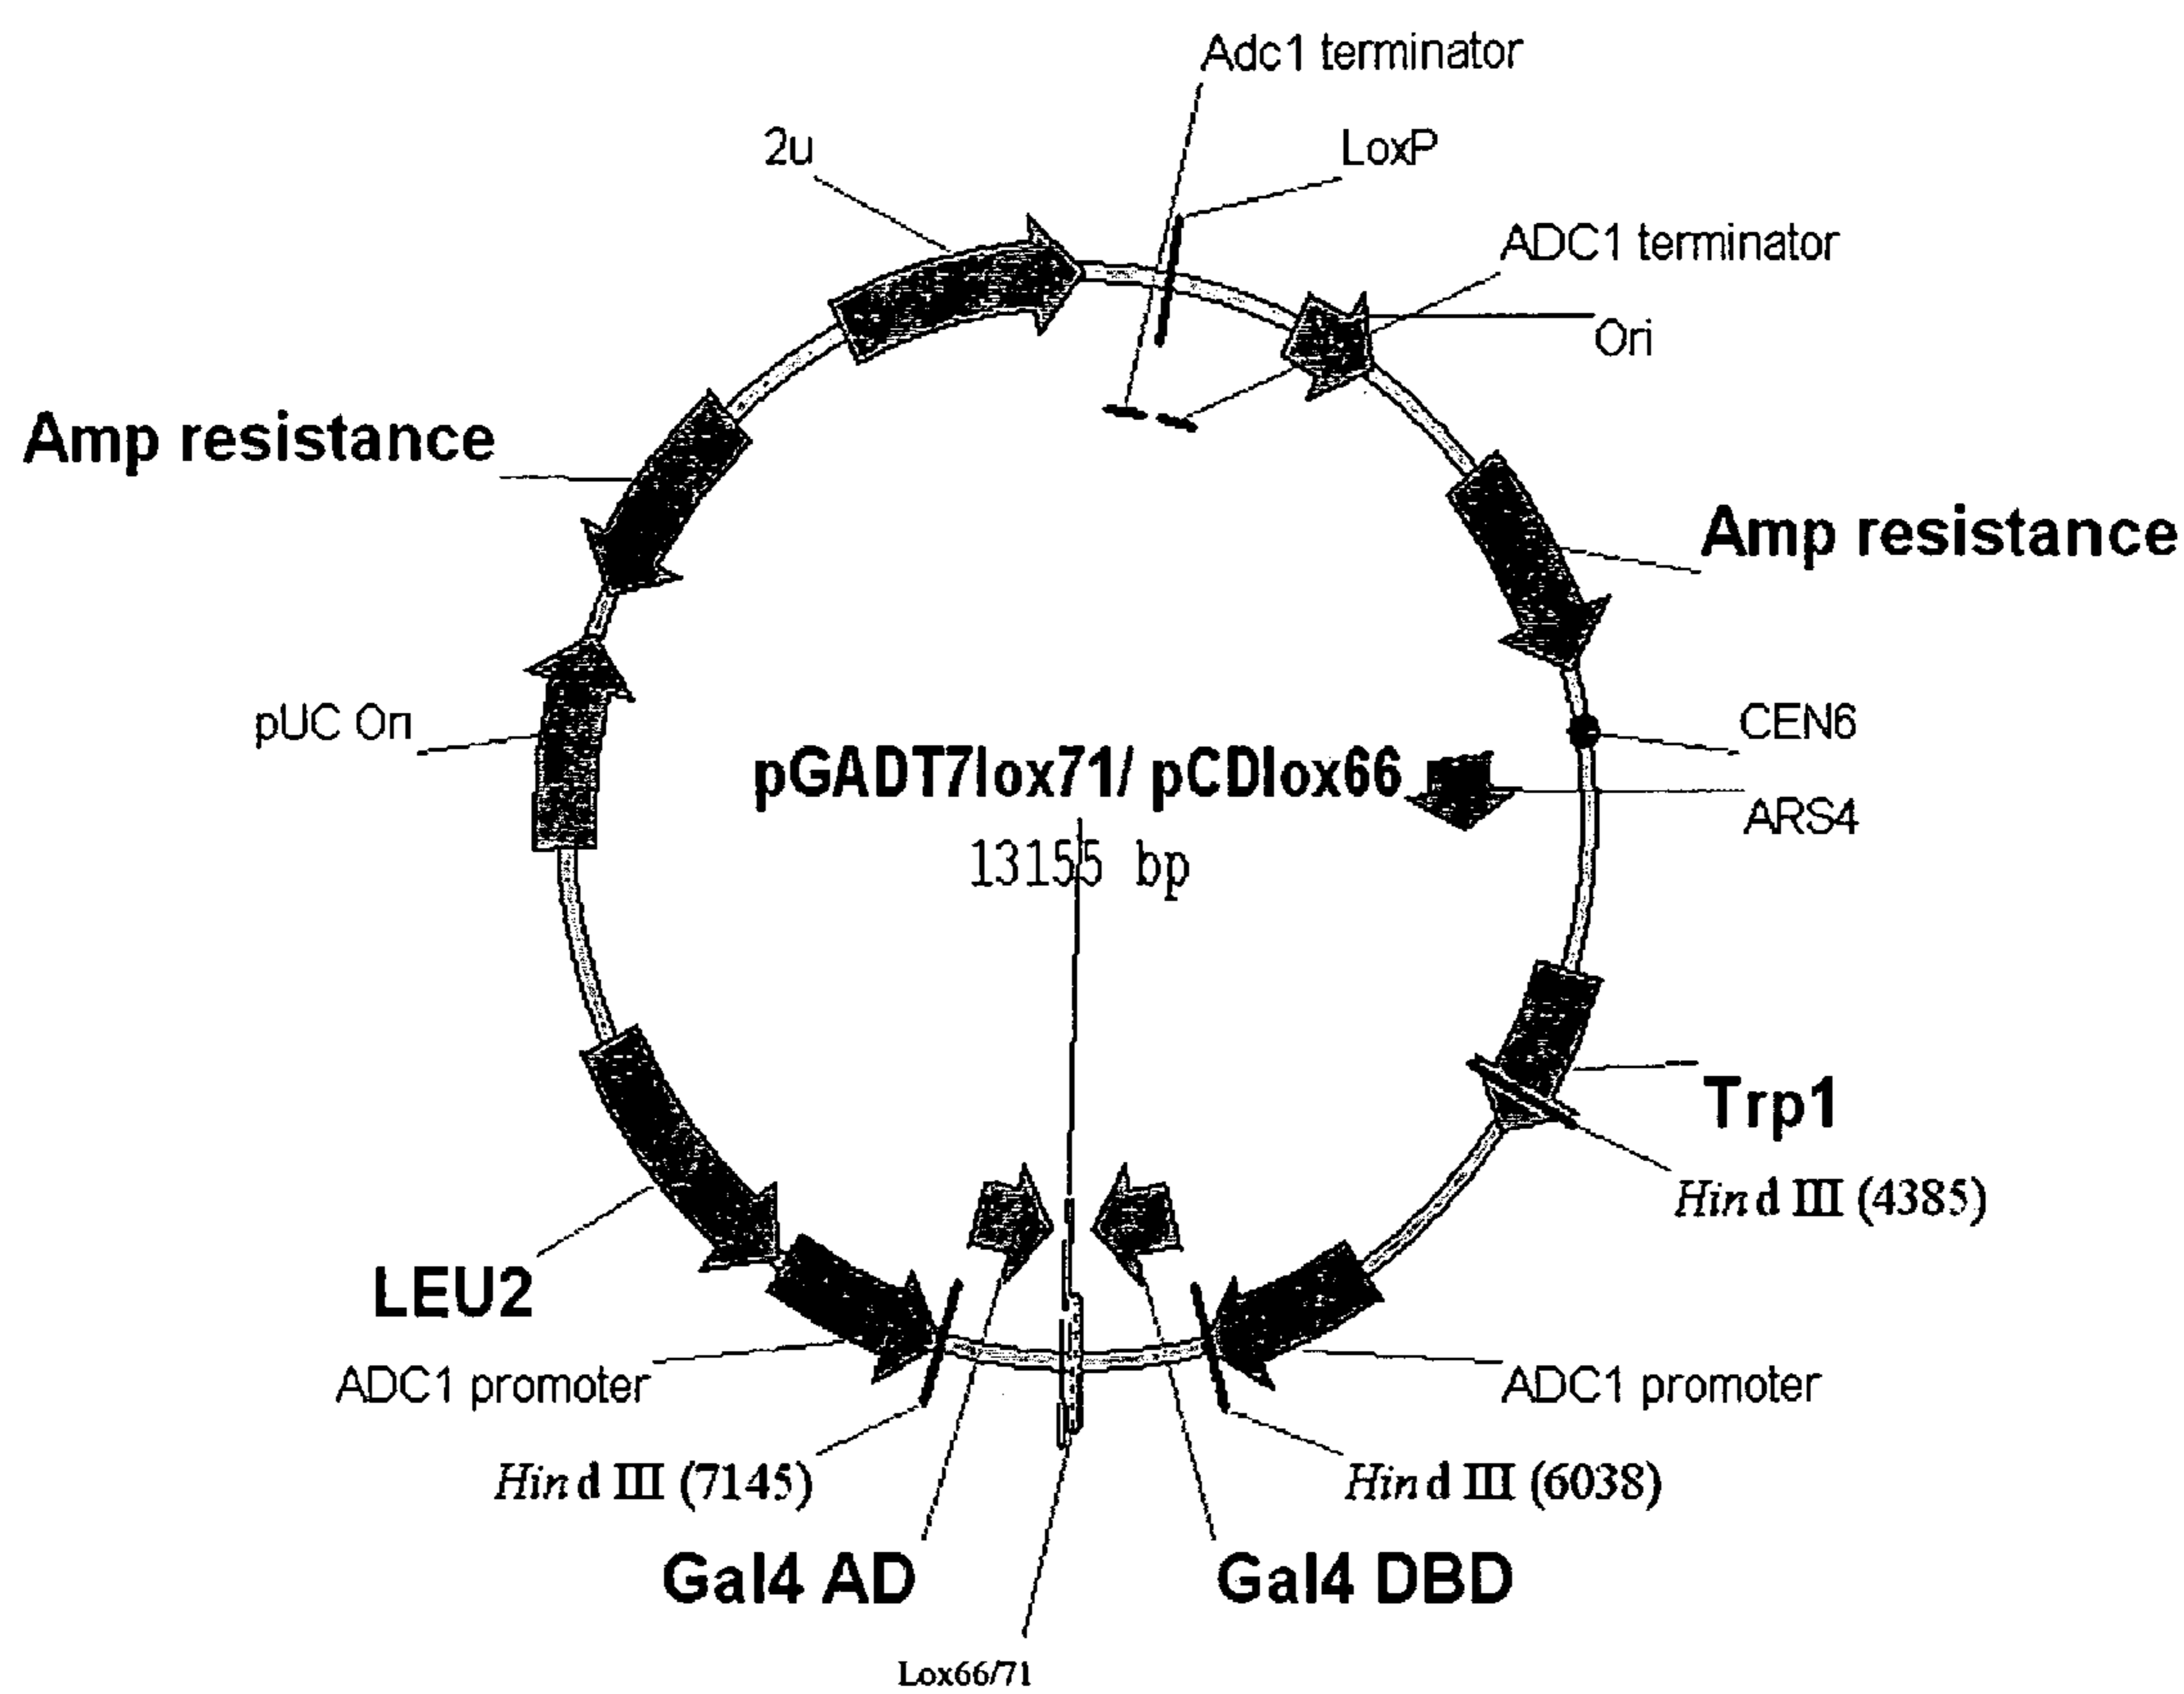 Adc1 terminator
2u
LoxP
ADC1 terminator
Ori
Amp resistance
Amp resistance
pUC Ori
CEN6
pGADT7lox71/ pCDlox66
ARS4
13155 bp
Trp1
Hind III (4385)
LEU2
ADC1 promoter
ADC1 promoter
Hind III (7145)
Hind III (6038)
Gal4 AD
Gal4 DBD
Lox66/71